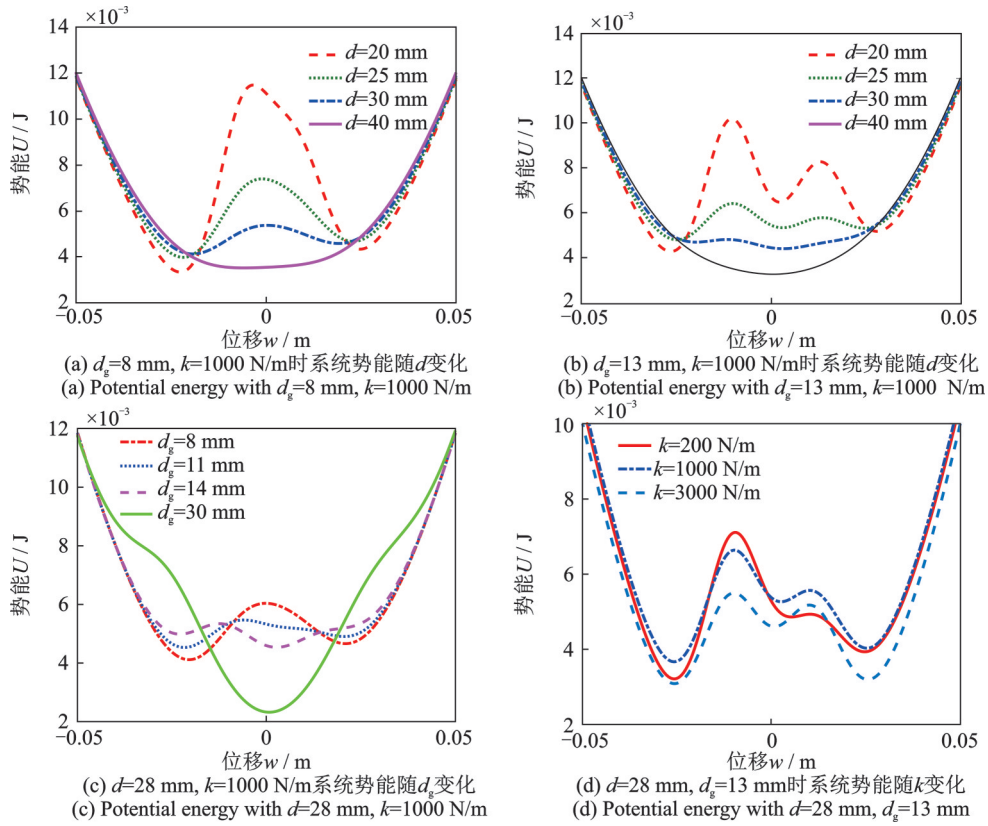 ×10⁻³
14
12
10
8
6
4
2
势能U / J
d=20 mm
d=25 mm
d=30 mm
d=40 mm
-0.05
0
0.05
位移w / m
(a) dg=8 mm, k=1000 N/m时系统势能随d变化
(a) Potential energy with dg=8 mm, k=1000 N/m
×10⁻³
14
12
10
8
6
4
2
势能U / J
d=20 mm
d=25 mm
d=30 mm
d=40 mm
-0.05
0
0.05
位移w / m
(b) dg=13 mm, k=1000 N/m时系统势能随d变化
(b) Potential energy with dg=13 mm, k=1000 N/m
×10⁻³
12
10
8
6
4
2
势能U / J
dg=8 mm
dg=11 mm
dg=14 mm
dg=30 mm
-0.05
0
0.05
位移w / m
(c) d=28 mm, k=1000 N/m系统势能随dg变化
(c) Potential energy with d=28 mm, k=1000 N/m
×10⁻³
10
8
6
4
2
势能U / J
k=200 N/m
k=1000 N/m
k=3000 N/m
-0.05
0
0.05
位移w / m
(d) d=28 mm, dg=13 mm时系统势能随k变化
(d) Potential energy with d=28 mm, dg=13 mm